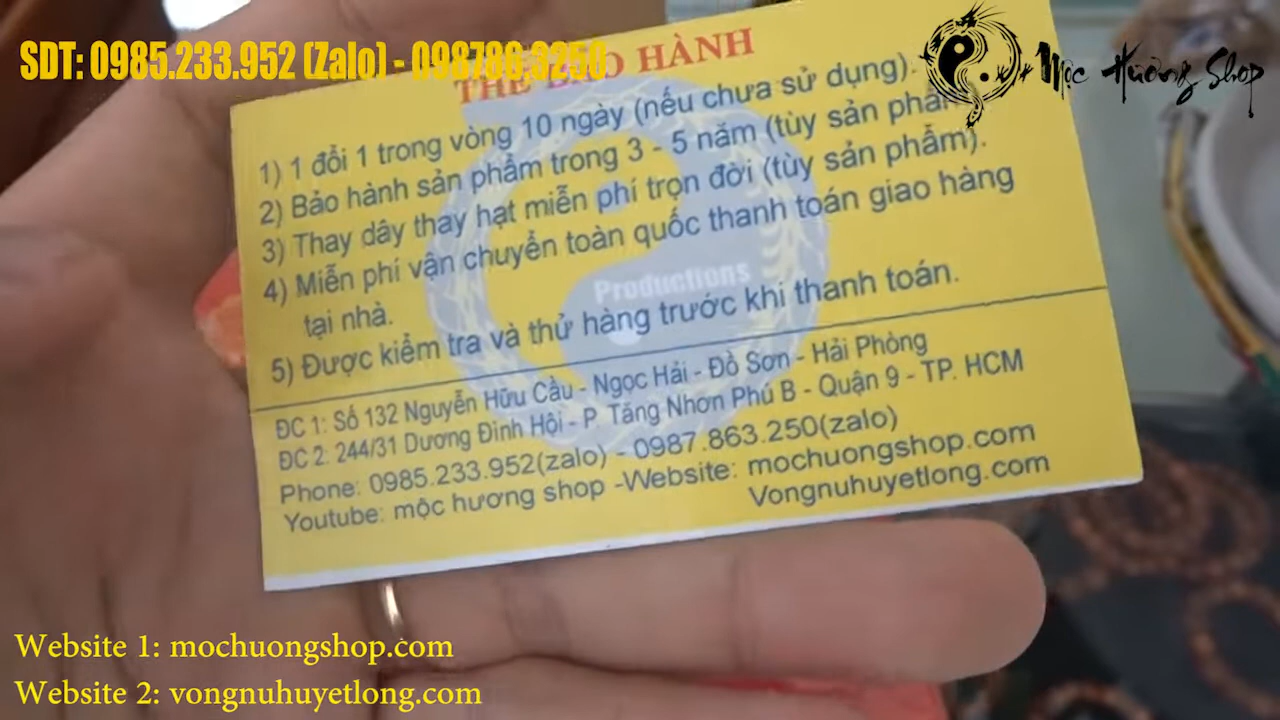 SDT: 0985.233.952 (Zalo) - 098786,3250
Mộc Hương Shop
THẺ BẢO HÀNH
1) 1 đổi 1 trong vòng 10 ngày (nếu chưa sử dụng).
2) Bảo hành sản phẩm trong 3 - 5 năm (tùy sản phẩm
3) Thay dây thay hạt miễn phí trọn đời (tùy sản phẩm).
4) Miễn phí vận chuyển toàn quốc thanh toán giao hàng
tại nhà.
5) Được kiểm tra và thử hàng trước khi thanh toán.
Productions
ĐC 1: Số 132 Nguyễn Hữu Cầu - Ngọc Hải - Đồ Sơn - Hải Phòng
ĐC 2: 244/31 Dương Đình Hội - P Tăng Nhơn Phú B - Quận 9 - TP. HCM
Phone: 0985.233.952(zalo) - 0987.863.250(zalo)
Youtube: mộc hương shop -Website: mochuongshop.com
Vongnuhuyetlong.com
Website 1: mochuongshop.com
Website 2: vongnuhuyetlong.com